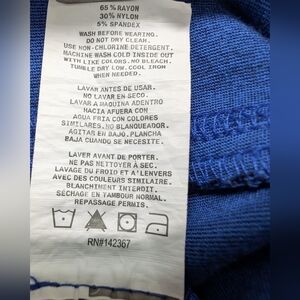 65% RAYON
30% NYLON
5% SPANDEX
WASH BEFORE WEARING.
DO NOT DRY CLEAN.
USE NON-CHLORINE DETERGENT.
MACHINE WASH COLD INSIDE OUT
WITH LIKE COLORS. NO BLEACH.
TUMBLE DRY LOW. COOL IRON
WHEN NEEDED.
LAVAR ANTES DE USAR.
NO LAVAR EN SECO.
LAVAR A MAQUINA ADENTRO
HACIA AFUERA CON
AGUA FRIA CON COLORES
SIMILARES. NO BLANQUEADOR.
AGITAR EN BAJO. PLANCHA
BAJA CUANDO SE NECESITE.
LAVER AVANT DE PORTER.
NE PAS NETTOYER À SEC.
LAVAGE DU FROID ET A L'ENVERS
AVEC DES COULEURS SIMILAIRE.
BLANCHIMENT INTERDIT.
SÉCHAGE EN TAMBOUR NORMAL.
REPASSAGE PERMIS.
RN#142367